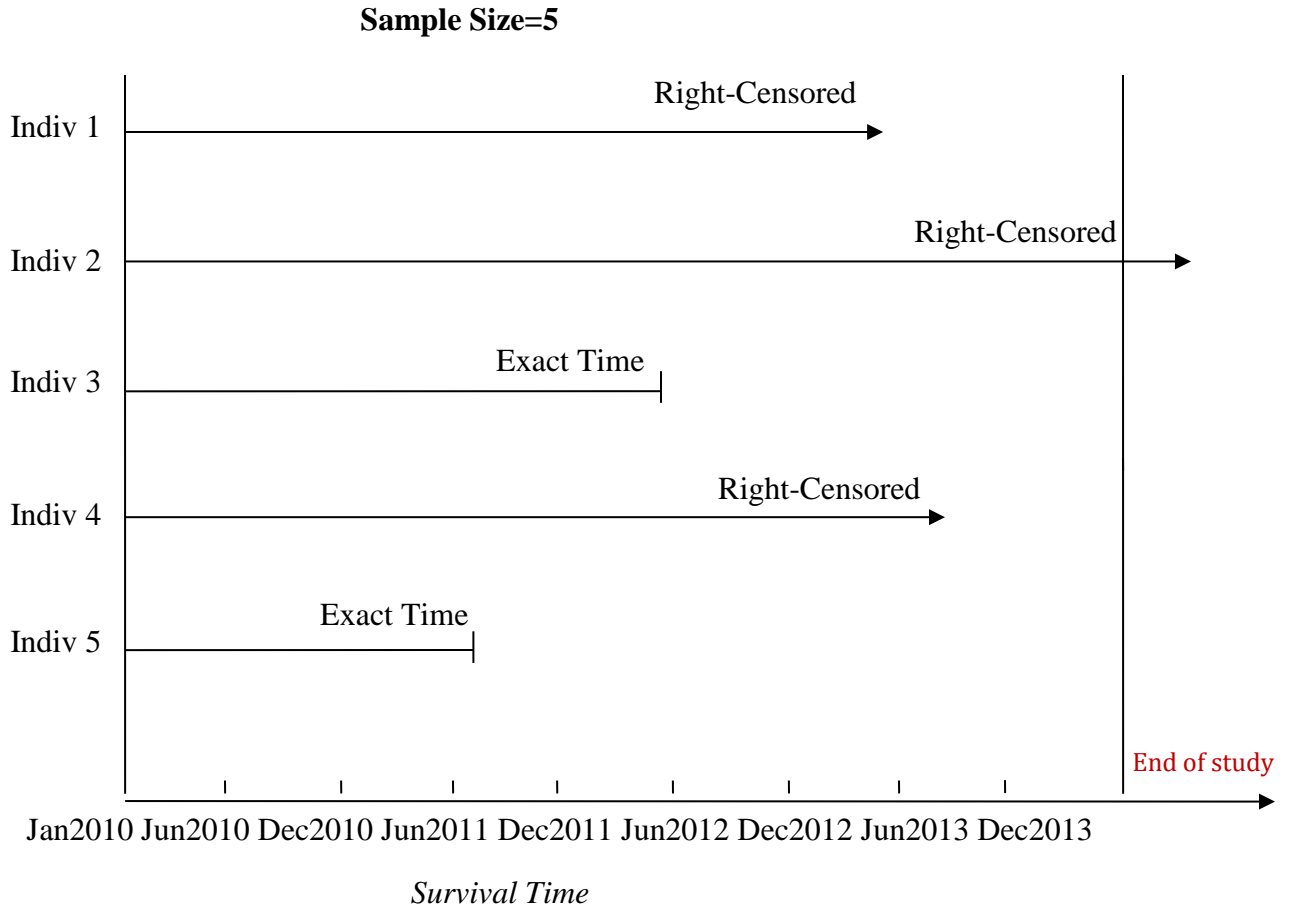 Sample Size=5
Right-Censored
Indiv 1
Right-Censored
Indiv 2
Exact Time
Indiv 3
Right-Censored
Indiv 4
Exact Time
Indiv 5
End of study
Jan2010 Jun2010 Dec2010 Jun2011 Dec2011 Jun2012 Dec2012 Jun2013 Dec2013
Survival Time